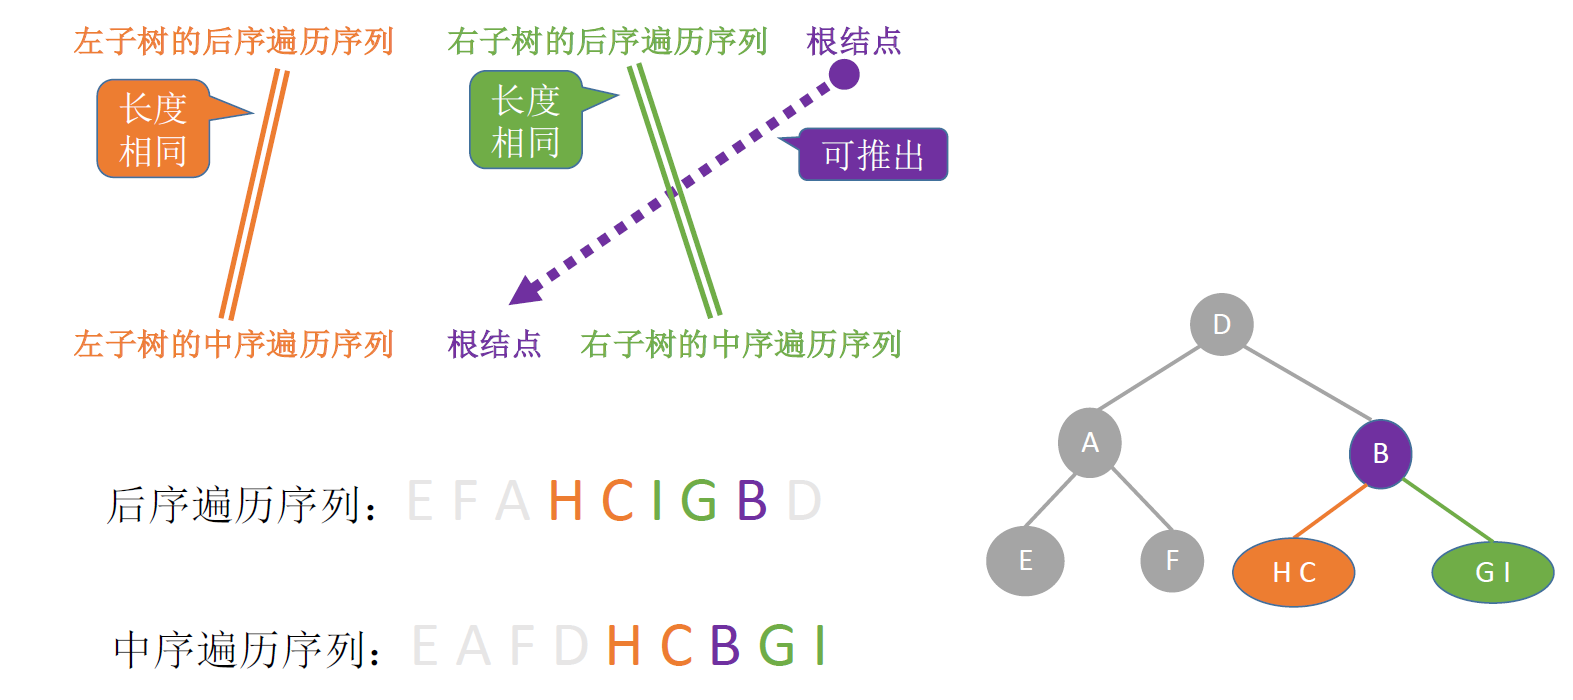 左子树的后序遍历序列 右子树的后序遍历序列 根结点
长度
相同
长度
相同
可推出
左子树的中序遍历序列 根结点 右子树的中序遍历序列
D
A
B
E
F
H C
G I
后序遍历序列：E F A H C I G B D
中序遍历序列：E A F D H C B G I